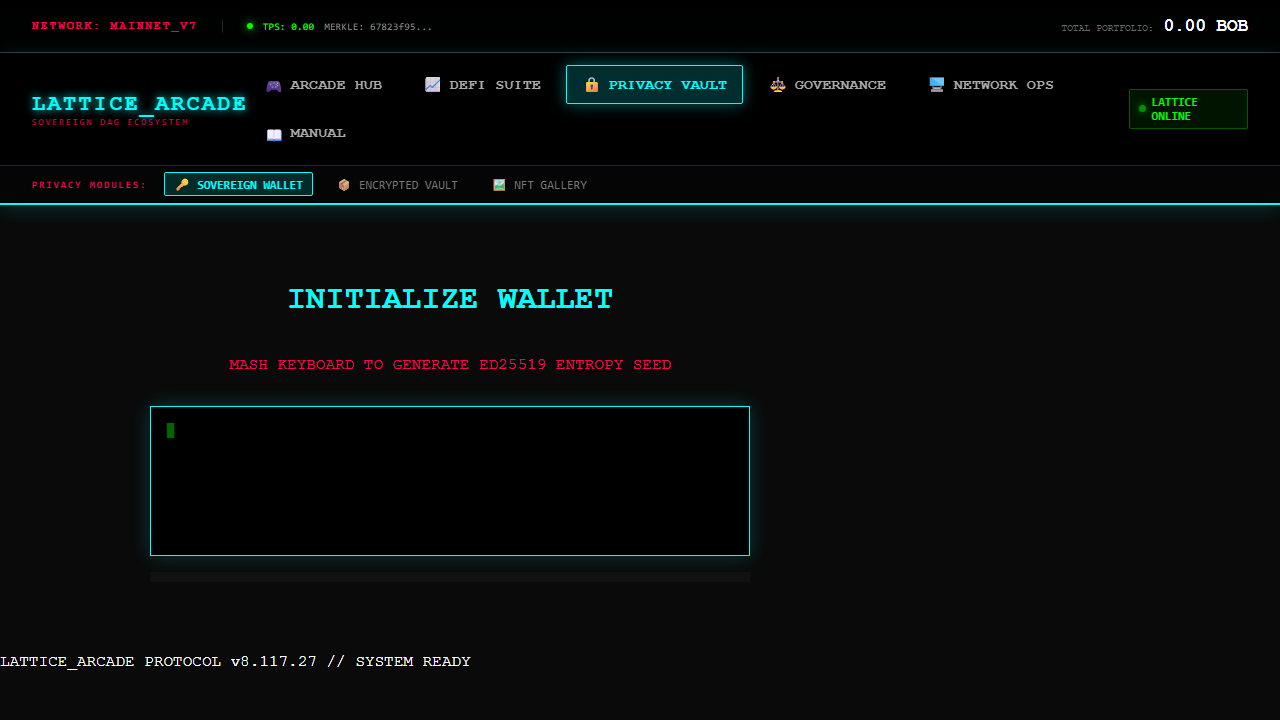 NETWORK: MAINNET_V7
TPS: 0.00 MERKLE: 67823f95...
TOTAL PORTFOLIO: 0.00 BOB
LATTICE_ARCADE
SOVEREIGN DAG ECOSYSTEM
ARCADE HUB
DEFI SUITE
PRIVACY VAULT
GOVERNANCE
NETWORK OPS
MANUAL
LATTICE
ONLINE
PRIVACY MODULES:
SOVEREIGN WALLET
ENCRYPTED VAULT
NFT GALLERY
INITIALIZE WALLET
MASH KEYBOARD TO GENERATE ED25519 ENTROPY SEED
LATTICE_ARCADE PROTOCOL v8.117.27 // SYSTEM READY